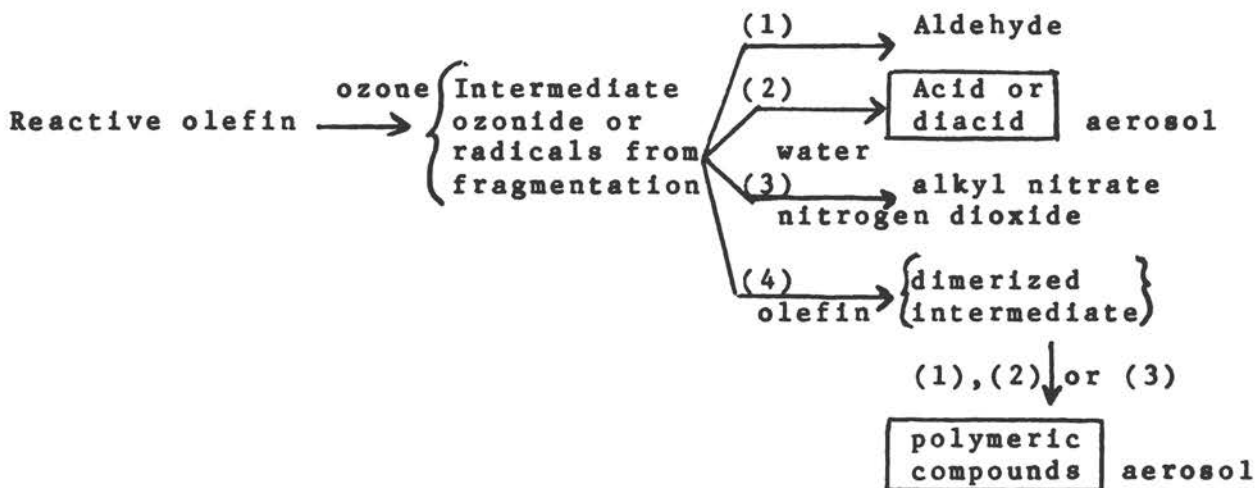 Reactive olefin
ozone
Intermediate
ozonide or
radicals from
fragmentation
(1)
Aldehyde
(2)
water
Acid or
diacid
aerosol
(3)
nitrogen dioxide
alkyl nitrate
(4)
olefin
dimerized
intermediate
(1),(2) or (3)
polymeric
compounds
aerosol